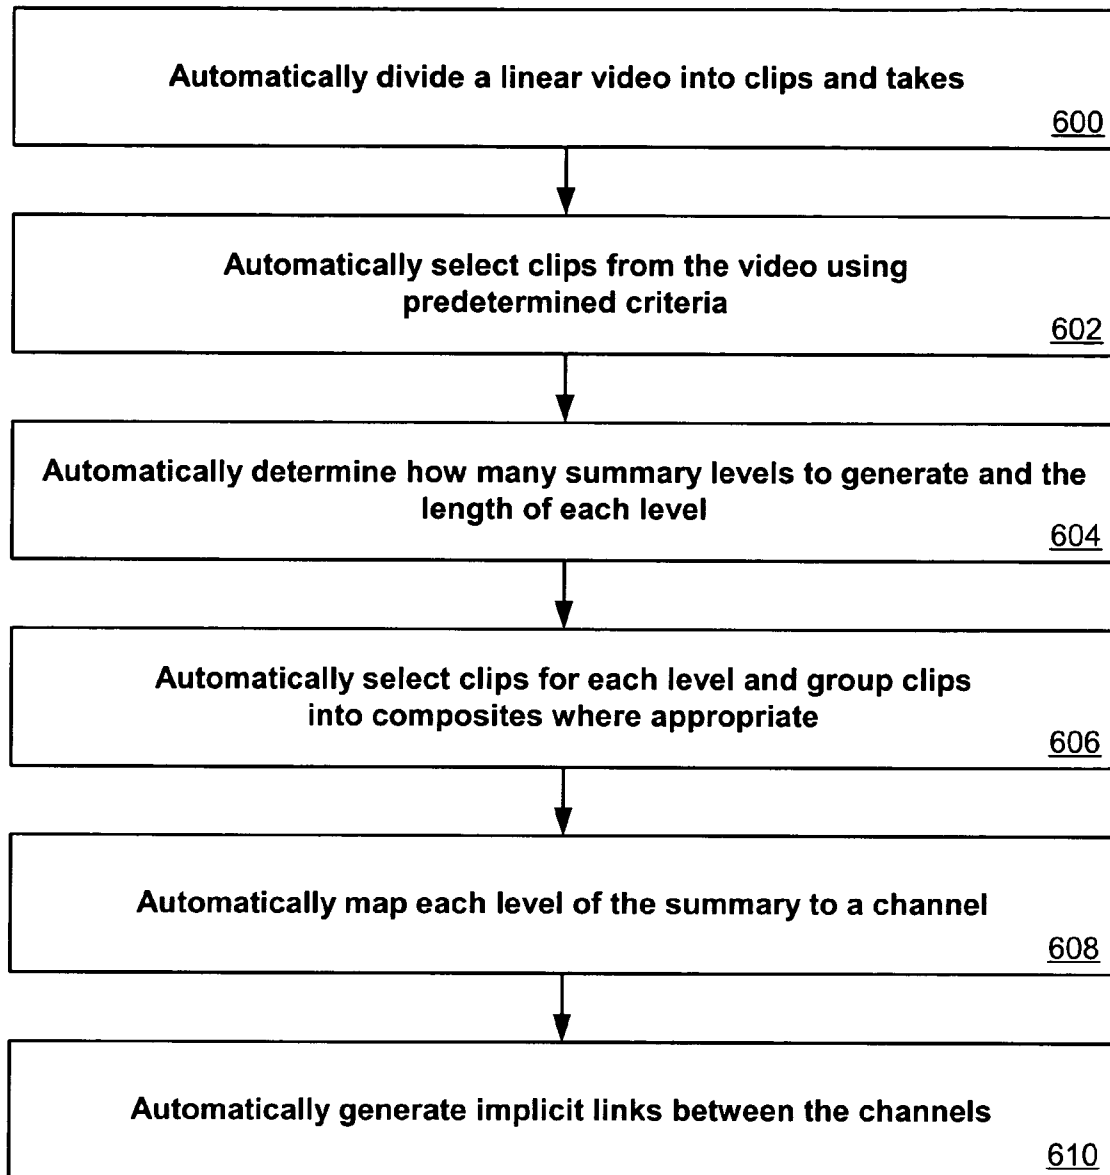 Automatically divide a linear video into clips and takes
600
Automatically select clips from the video using
predetermined criteria
602
Automatically determine how many summary levels to generate and the
length of each level
604
Automatically select clips for each level and group clips
into composites where appropriate
606
Automatically map each level of the summary to a channel
608
Automatically generate implicit links between the channels
610